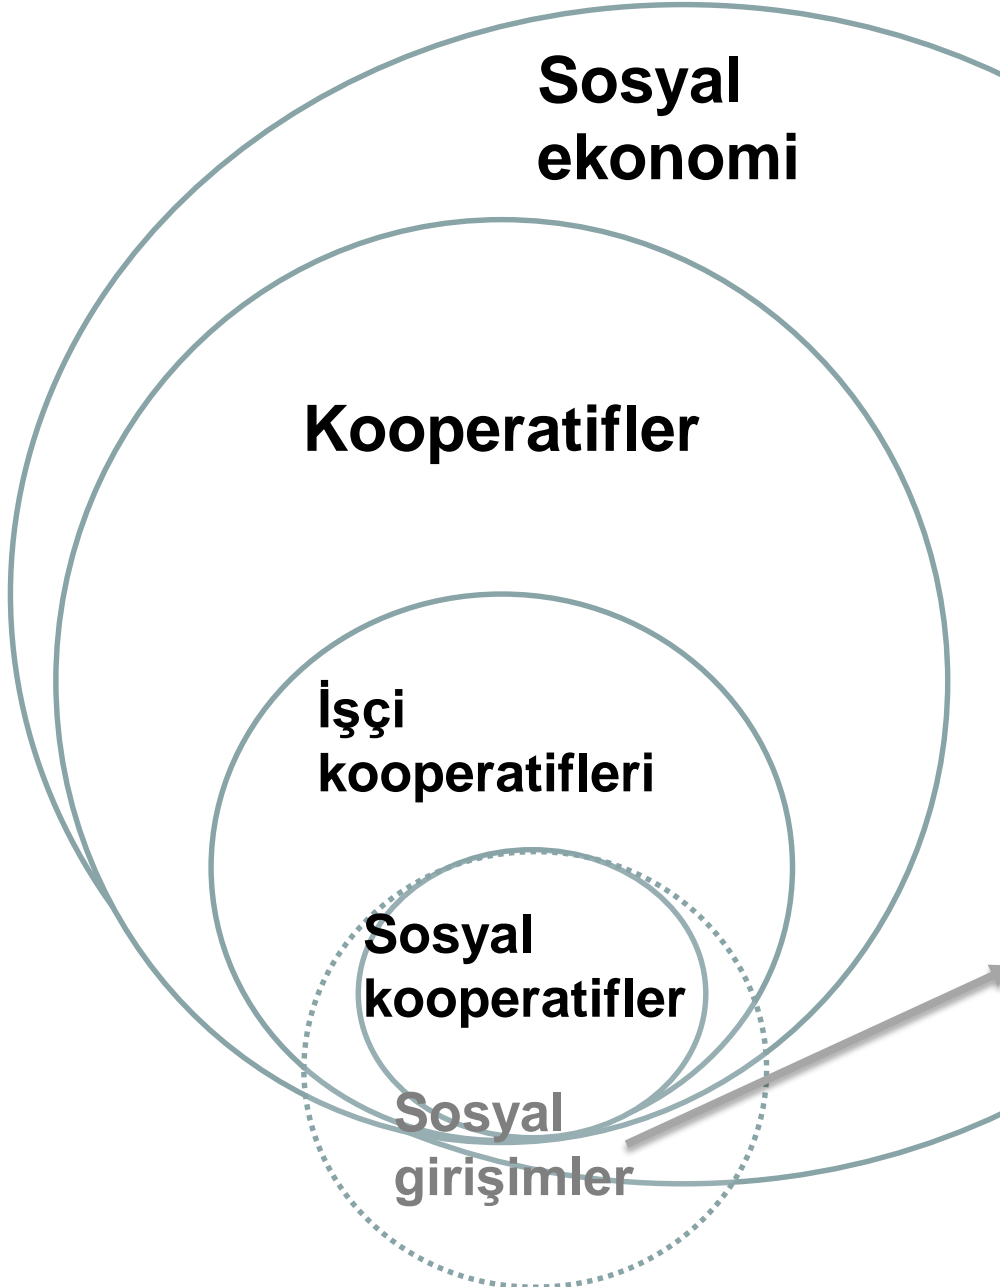 Sosyal
ekonomi
Kooperatifler
İşçi
kooperatifleri
Sosyal
kooperatifler
Sosyal
girişimler